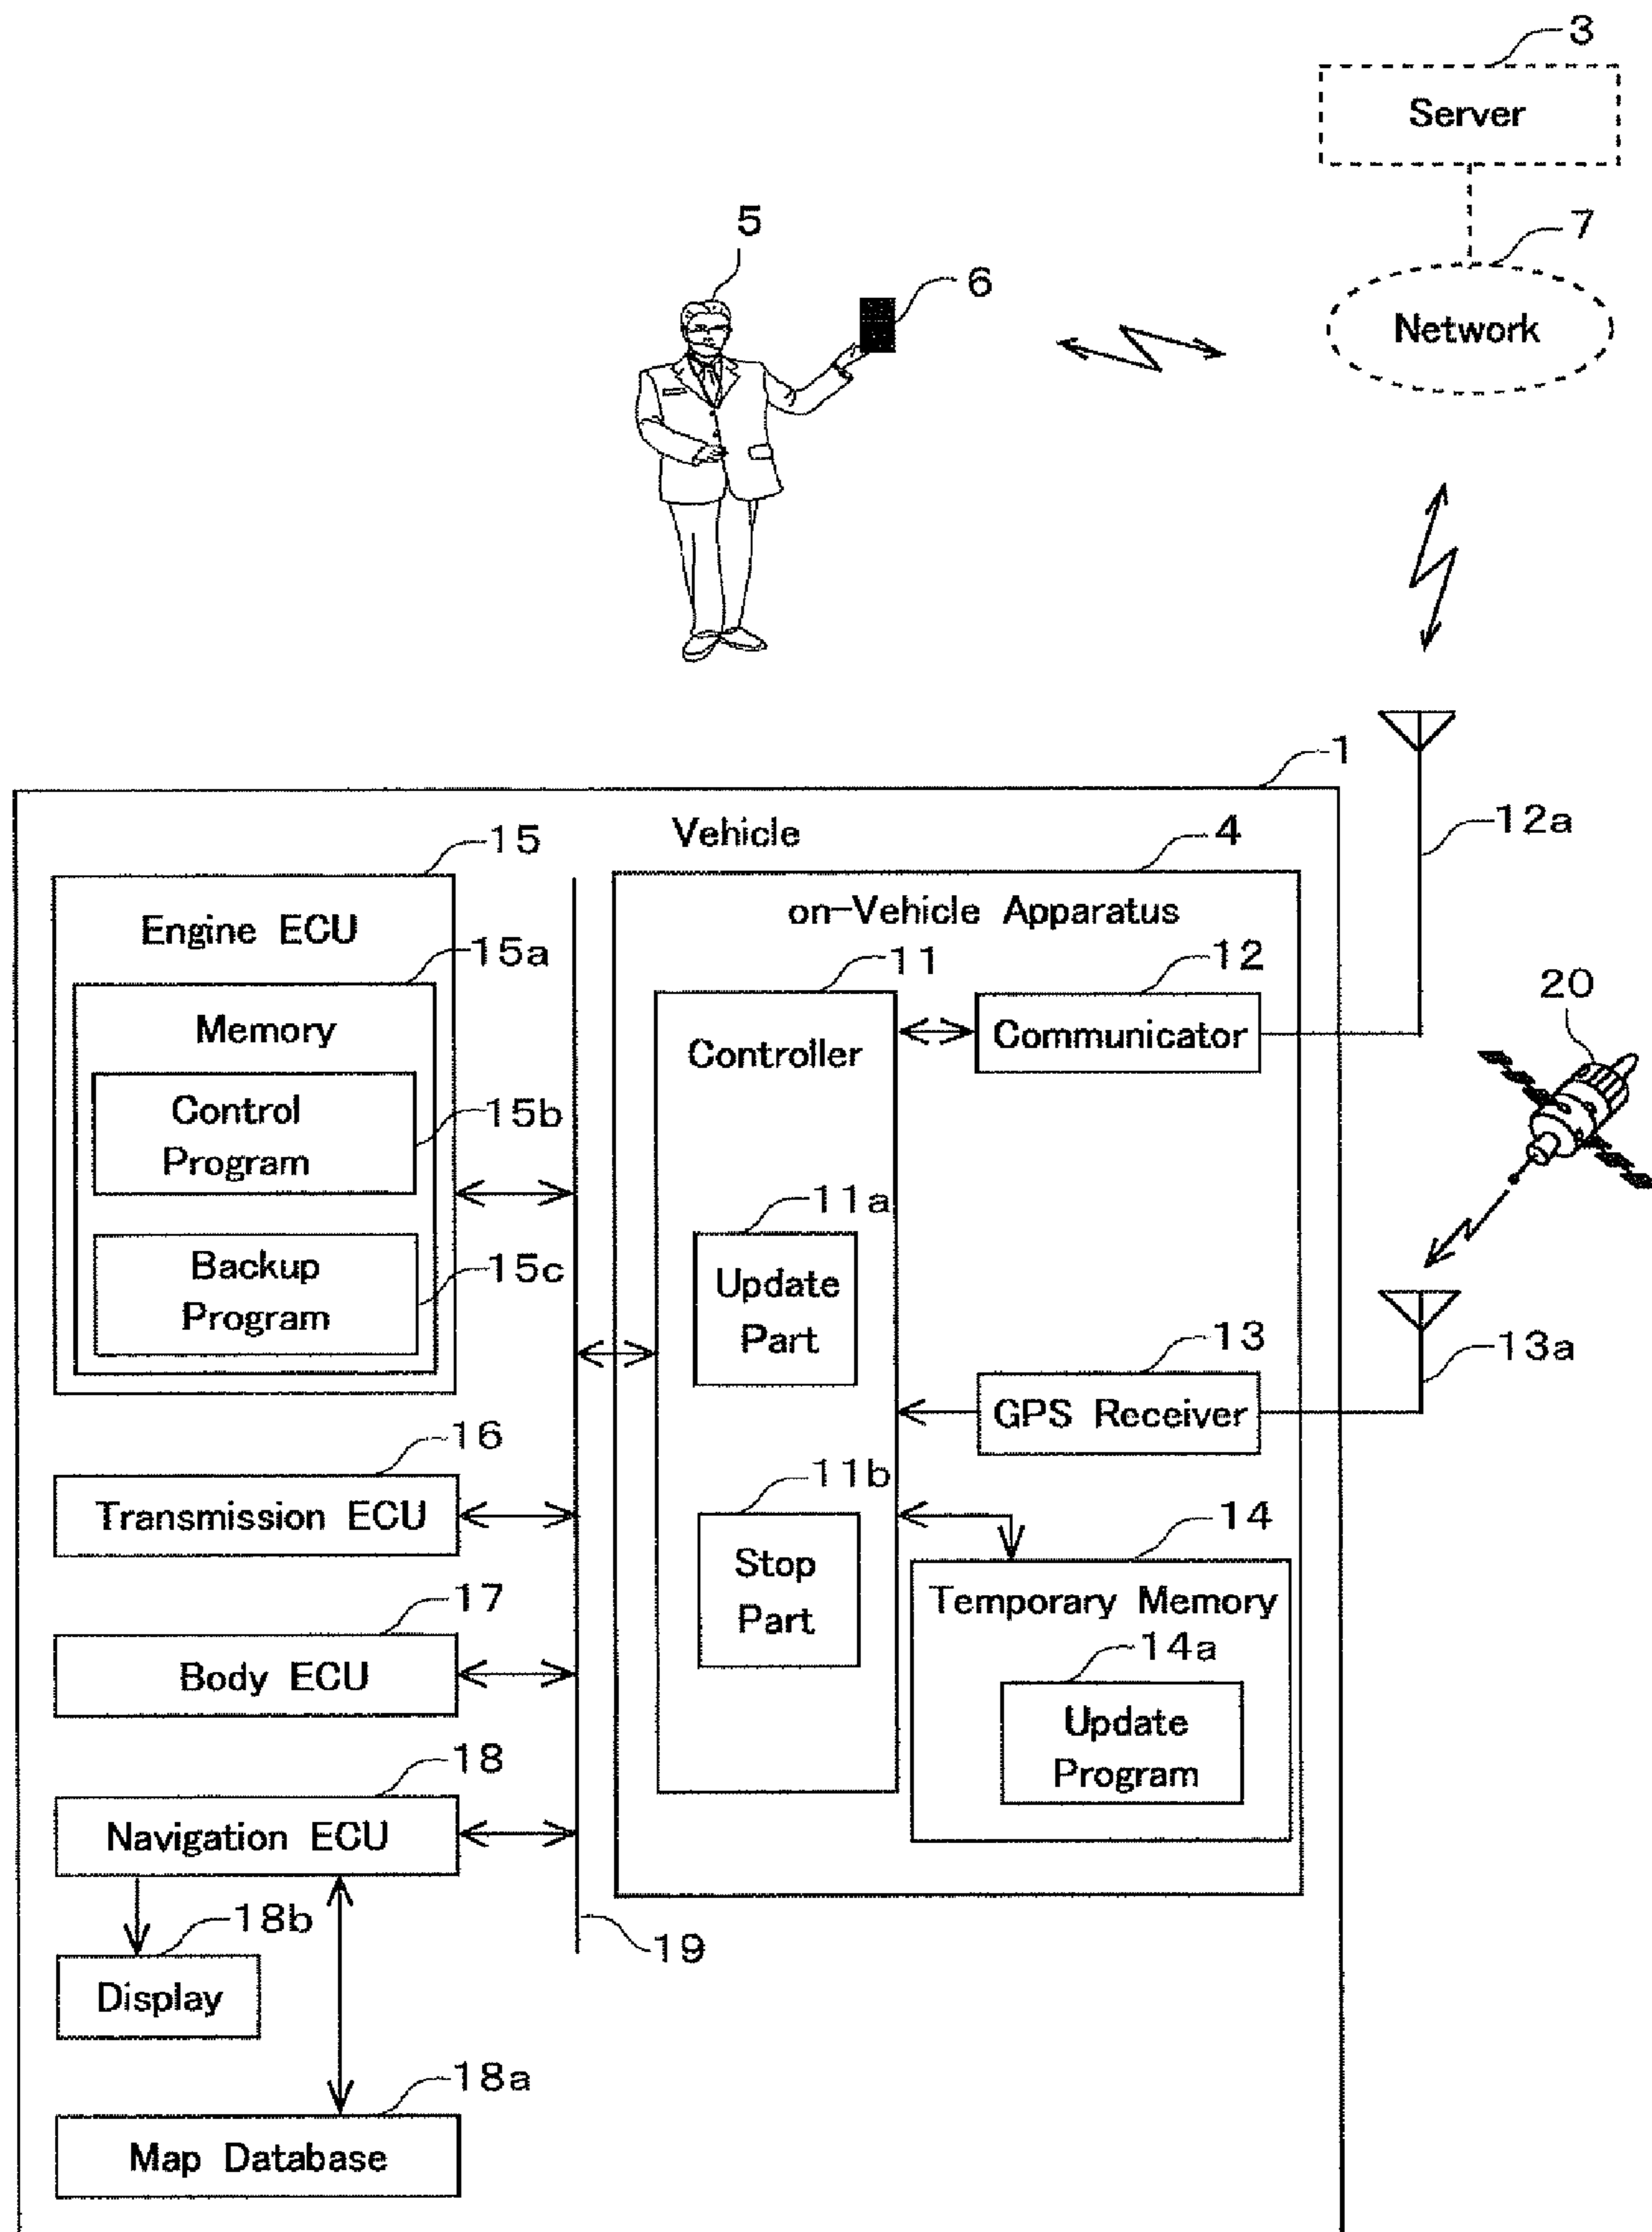 3
Server
7
Network
5
6
1
Vehicle
12a
15
Engine ECU
15a
Memory
Control
Program
15b
Backup
Program
15c
16
Transmission ECU
17
Body ECU
18
Navigation ECU
18b
Display
18a
Map Database
19
4
on-Vehicle Apparatus
11
Controller
11a
Update
Part
11b
Stop
Part
12
Communicator
13
GPS Receiver
14
Temporary Memory
14a
Update
Program
20
13a